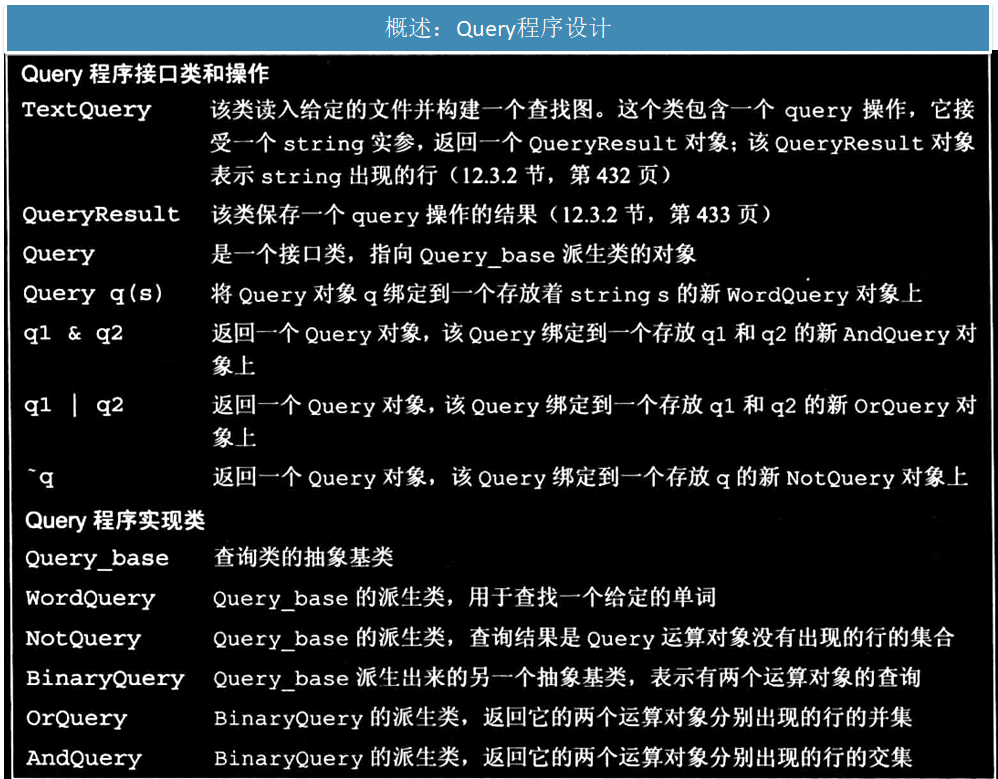 概述：Query程序设计
Query 程序接口类和操作
TextQuery 该类读入给定的文件并构建一个查找图。这个类包含一个 query 操作，它接
受一个 string 实参，返回一个 QueryResult 对象；该 QueryResult 对象
表示 string 出现的行（12.3.2 节，第 432 页）
QueryResult 该类保存一个 query 操作的结果（12.3.2 节，第 433 页）
Query 是一个接口类，指向 Query_base 派生类的对象
Query q(s) 将 Query 对象 q 绑定到一个存放着 string s 的新 WordQuery 对象上
q1 & q2 返回一个 Query 对象，该 Query 绑定到一个存放 q1 和 q2 的新 AndQuery 对
象上
q1 | q2 返回一个 Query 对象，该 Query 绑定到一个存放 q1 和 q2 的新 OrQuery 对
象上
~q 返回一个 Query 对象，该 Query 绑定到一个存放 q 的新 NotQuery 对象上
Query 程序实现类
Query_base 查询类的抽象基类
WordQuery Query_base 的派生类，用于查找一个给定的单词
NotQuery Query_base 的派生类，查询结果是 Query 运算对象没有出现的行的集合
BinaryQuery Query_base 派生出来的另一个抽象基类，表示有两个运算对象的查询
OrQuery BinaryQuery 的派生类，返回它的两个运算对象分别出现的行的并集
AndQuery BinaryQuery 的派生类，返回它的两个运算对象分别出现的行的交集